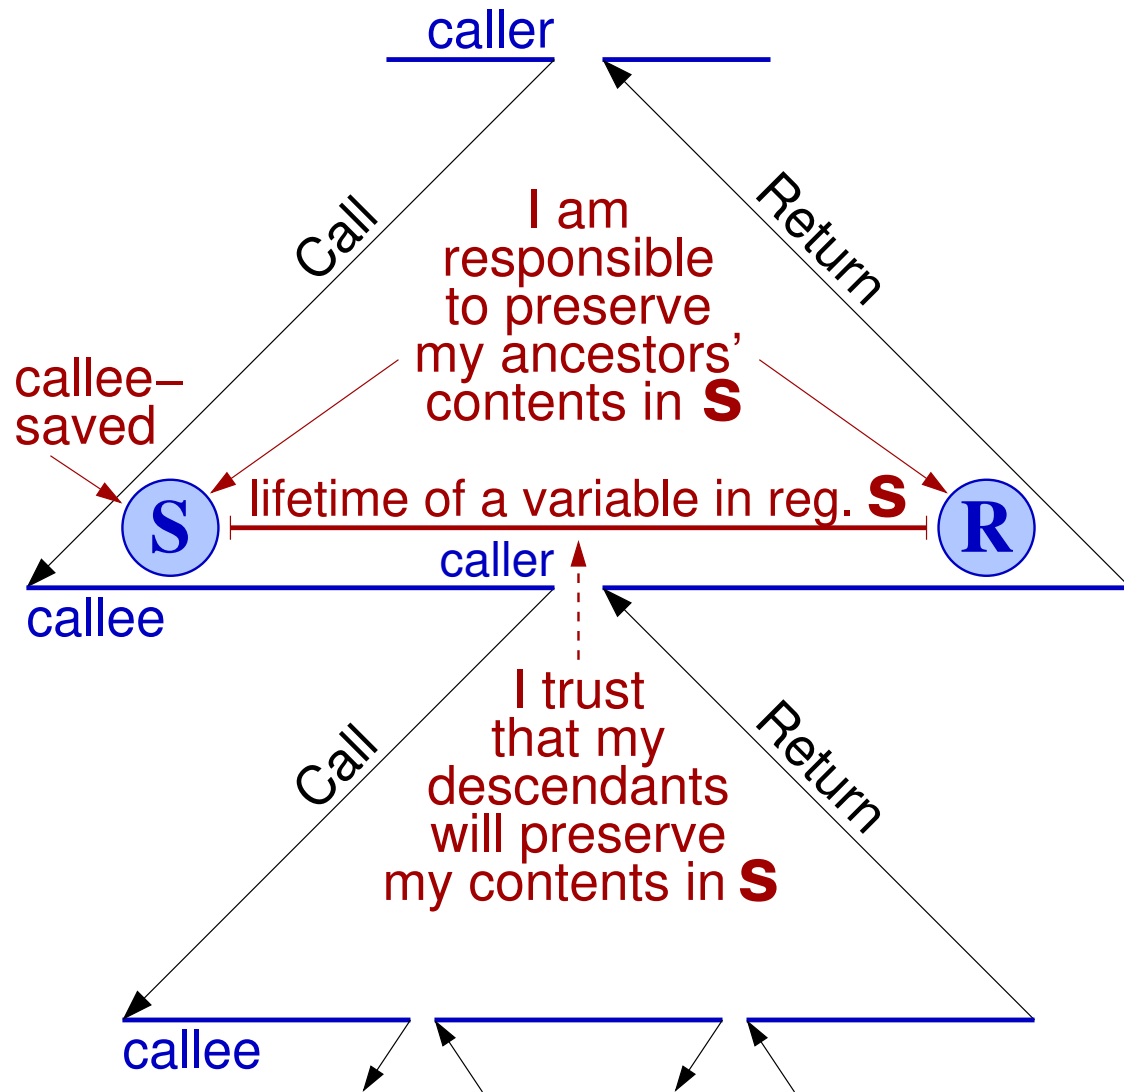 caller
Call
Return
I am
responsible
to preserve
my ancestors’
contents in s
callee–
saved
lifetime of a variable in reg. s
S
R
caller
callee
Call
Return
I trust
that my
descendants
will preserve
my contents in s
callee